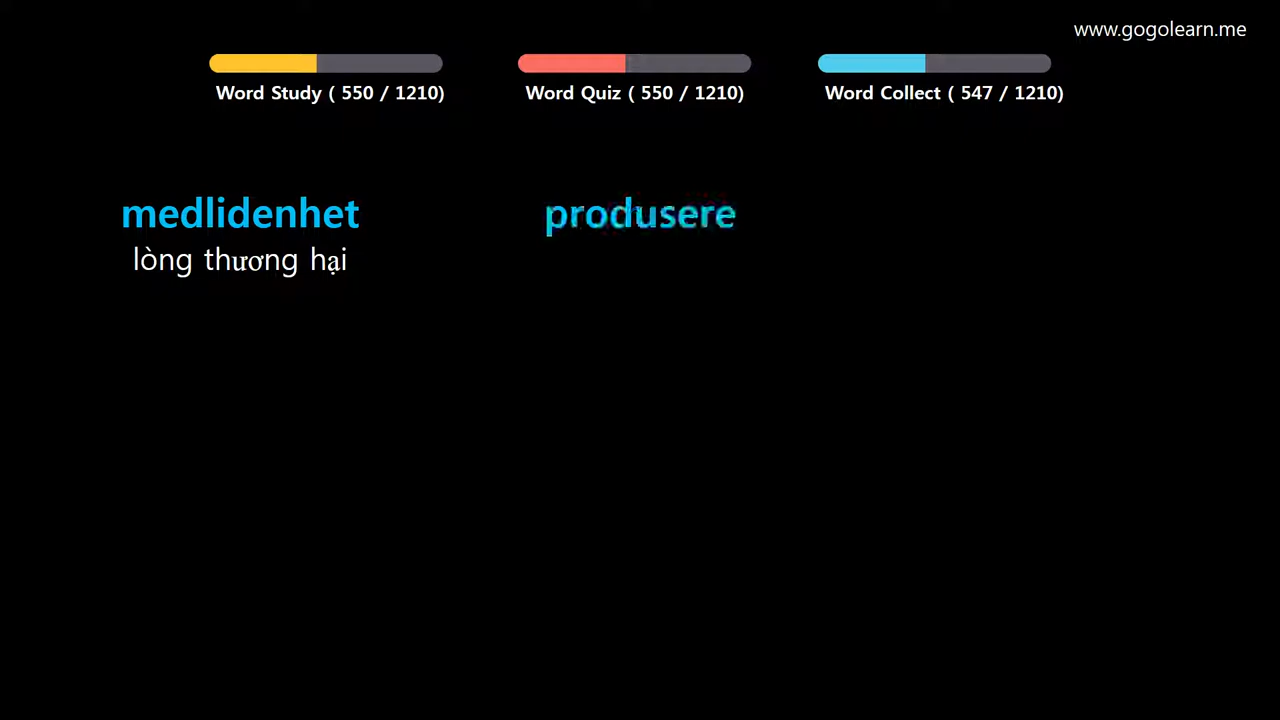 www.gogolearn.me
Word Study ( 550 / 1210)
Word Quiz ( 550 / 1210)
Word Collect ( 547 / 1210)
medlidenhet
lòng thương hại
produsere